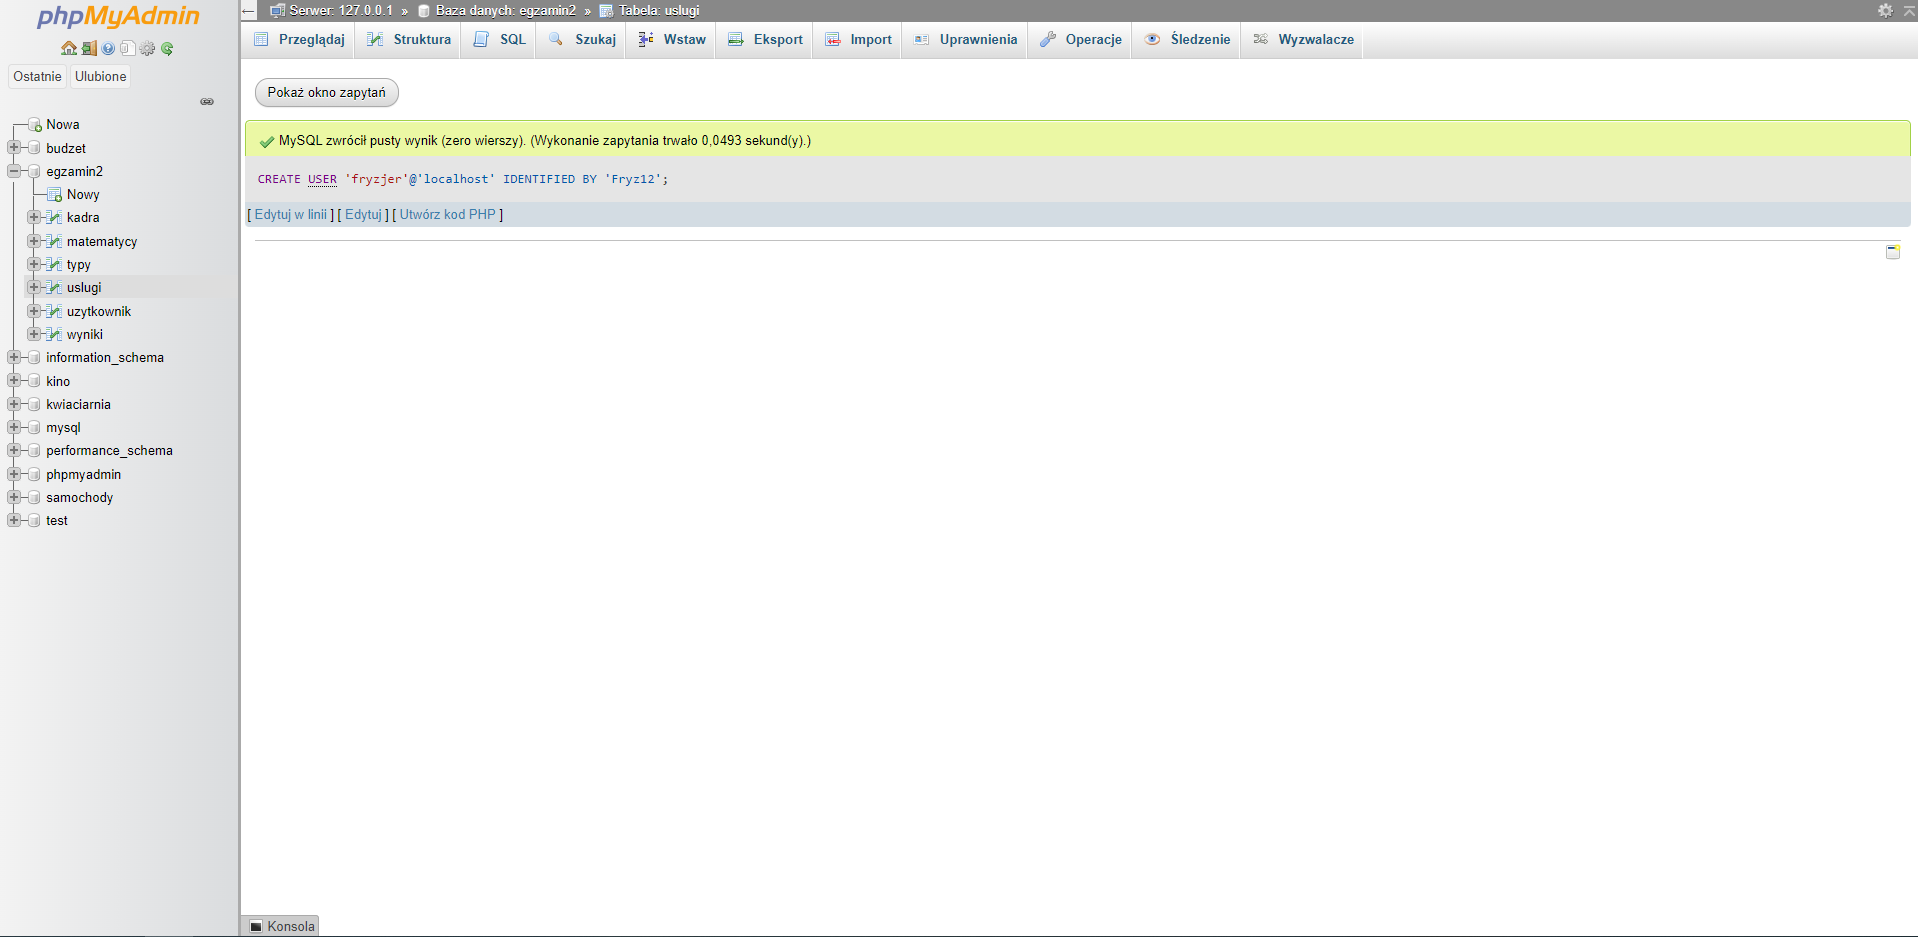 phpMyAdmin
Ostatnie Ulubione
Nowa
budzet
egzamin2
Nowy
kadra
matematycy
typy
uslugi
uzytkownik
wyniki
information_schema
kino
kwiaciarnia
mysql
performance_schema
phpmyadmin
samochody
test
Serwer: 127.0.0.1 » Baza danych: egzamin2 » Tabela: uslugi
Przeglądaj Struktura SQL Szukaj Wstaw Eksport Import Uprawnienia Operacje Śledzenie Wyzwalacze
Pokaż okno zapytań
MySQL zwrócił pusty wynik (zero wierszy). (Wykonanie zapytania trwało 0,0493 sekund(y).)
CREATE USER 'fryzjer'@'localhost' IDENTIFIED BY 'Fryz12';
[ Edytuj w linii ] [ Edytuj ] [ Utwórz kod PHP ]
Konsola